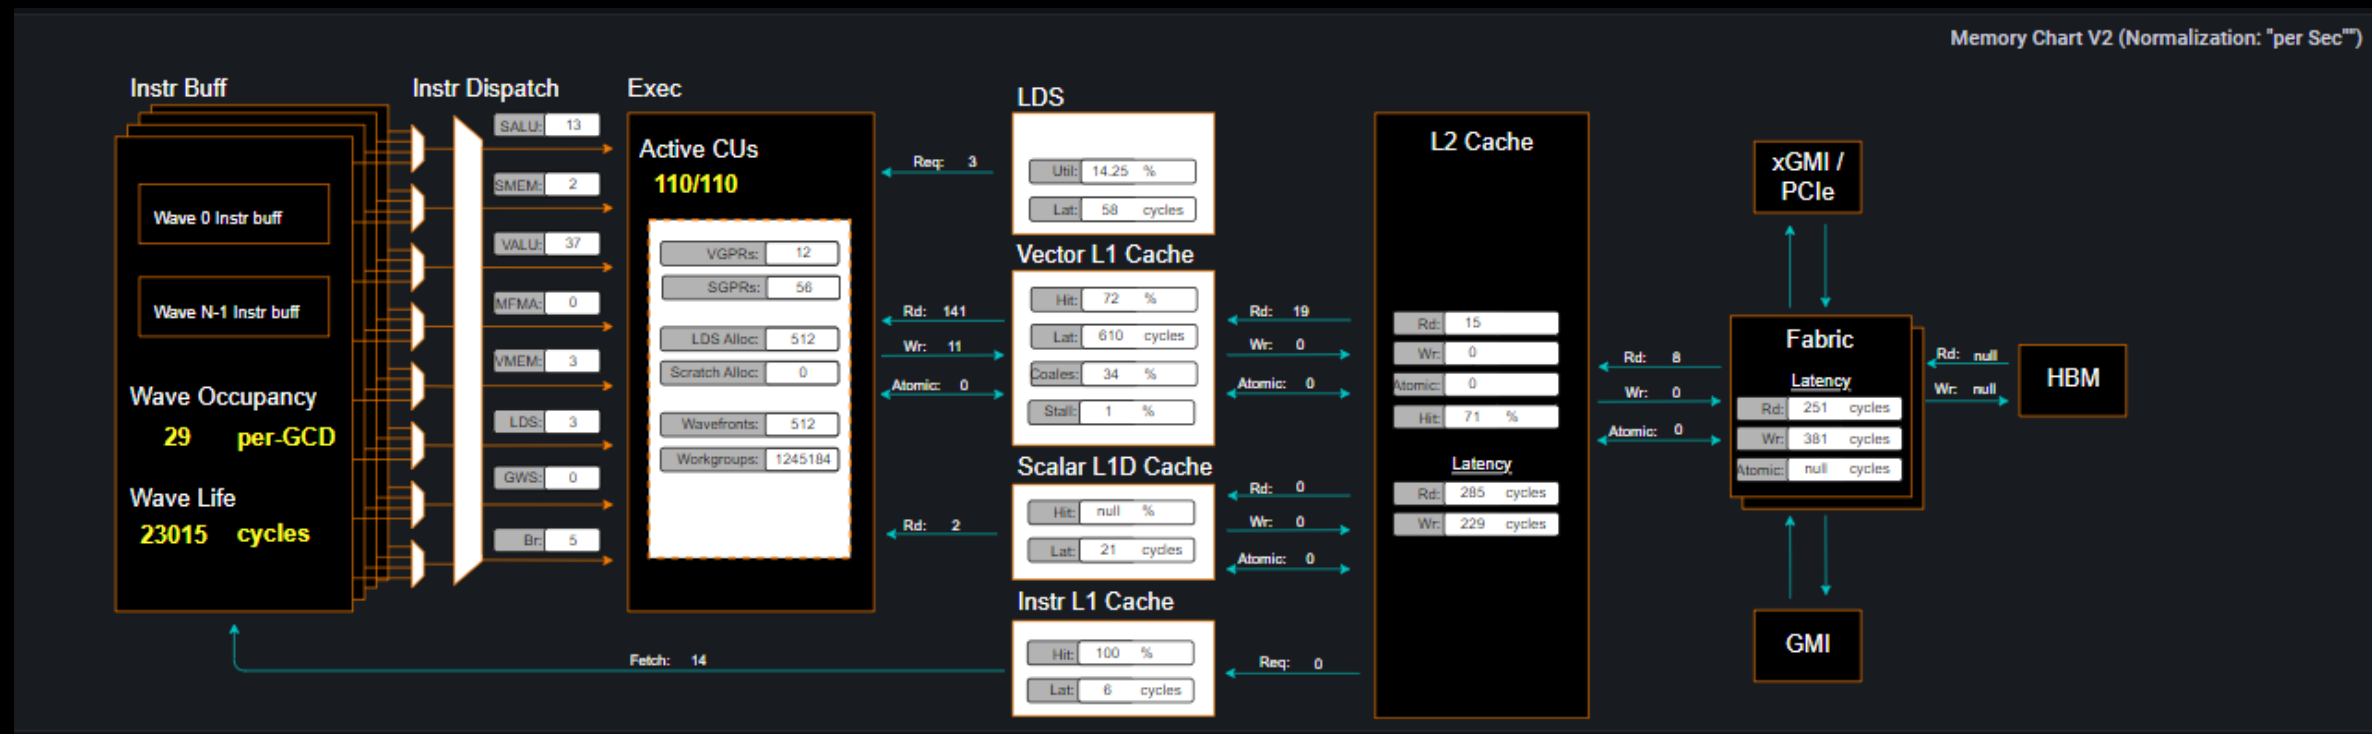 Memory Chart V2 (Normalization: "per Sec"")
Instr Buff
Wave 0 Instr buff
Wave N-1 Instr buff
Wave Occupancy
29 per-GCD
Wave Life
23015 cycles
Instr Dispatch
SALU: 13
SMEM: 2
VALU: 37
MFMA: 0
VMEM: 3
LDS: 3
GWS: 0
Br: 5
Exec
Active CUs
110/110
VGPRs: 12
SGPRs: 56
LDS Alloc: 512
Scratch Alloc: 0
Wavefronts: 512
Workgroups: 1245184
Req: 3
Rd: 141
Wr: 11
Atomic: 0
Rd: 2
Fetch: 14
LDS
Util: 14.25 %
Lat: 58 cycles
Vector L1 Cache
Hit: 72 %
Lat: 610 cycles
Coales: 34 %
Stall: 1 %
Scalar L1D Cache
Hit: null %
Lat: 21 cycles
Instr L1 Cache
Hit: 100 %
Lat: 6 cycles
Rd: 19
Wr: 0
Atomic: 0
Rd: 0
Wr: 0
Atomic: 0
Req: 0
L2 Cache
Rd: 15
Wr: 0
Atomic: 0
Hit: 71 %
Latency
Rd: 285 cycles
Wr: 229 cycles
Rd: 8
Wr: 0
Atomic: 0
xGMI /
PCIe
Fabric
Latency
Rd: 251 cycles
Wr: 381 cycles
Atomic: null cycles
GMI
Rd: null
Wr: null
HBM